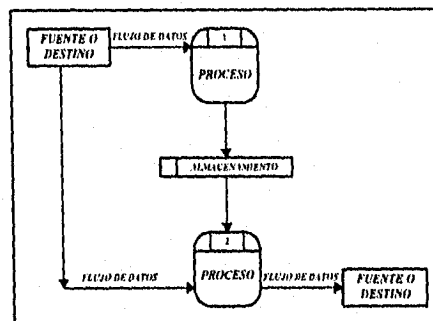 FUENTE O
DESTINO
FLUJO DE DATOS
1
PROCESO
ALMACENAMIENTO
2
PROCESO
FLUJO DE DATOS
FLUJO DE DATOS
FUENTE O
DESTINO